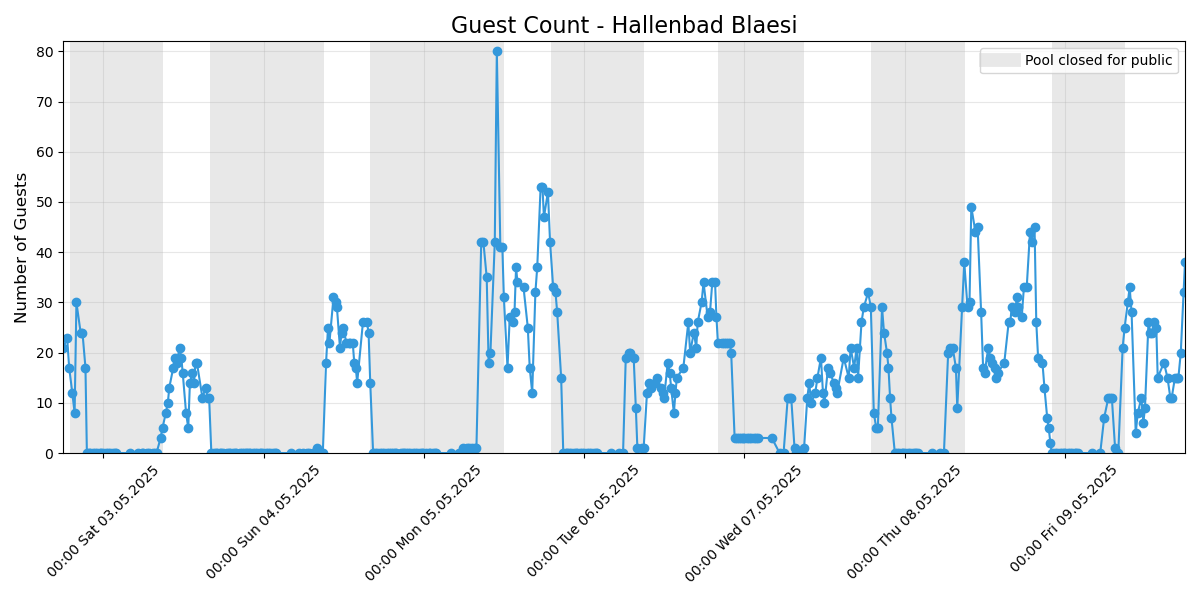 Guest Count - Hallenbad Blaesi
Pool closed for public
Number of Guests
80
70
60
50
40
30
20
10
0
00:00 Sat 03.05.2025
00:00 Sun 04.05.2025
00:00 Mon 05.05.2025
00:00 Tue 06.05.2025
00:00 Wed 07.05.2025
00:00 Thu 08.05.2025
00:00 Fri 09.05.2025